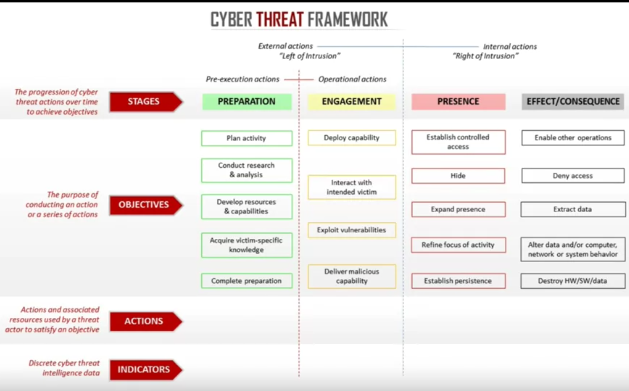 CYBER THREAT FRAMEWORK
External actions
"Left of Intrusion"
Internal actions
"Right of Intrusion"
Pre-execution actions
Operational actions
The progression of cyber
threat actions over time
to achieve objectives
STAGES
PREPARATION
ENGAGEMENT
PRESENCE
EFFECT/CONSEQUENCE
The purpose of
conducting an action
or a series of actions
OBJECTIVES
Plan activity
Conduct research
& analysis
Develop resources
& capabilities
Acquire victim-specific
knowledge
Complete preparation
Deploy capability
Interact with
intended victim
Exploit vulnerabilities
Deliver malicious
capability
Establish controlled
access
Hide
Expand presence
Refine focus of activity
Establish persistence
Enable other operations
Deny access
Extract data
Alter data and/or computer,
network or system behavior
Destroy HW/SW/data
Actions and associated
resources used by a threat
actor to satisfy an objective
ACTIONS
Discrete cyber threat
intelligence data
INDICATORS